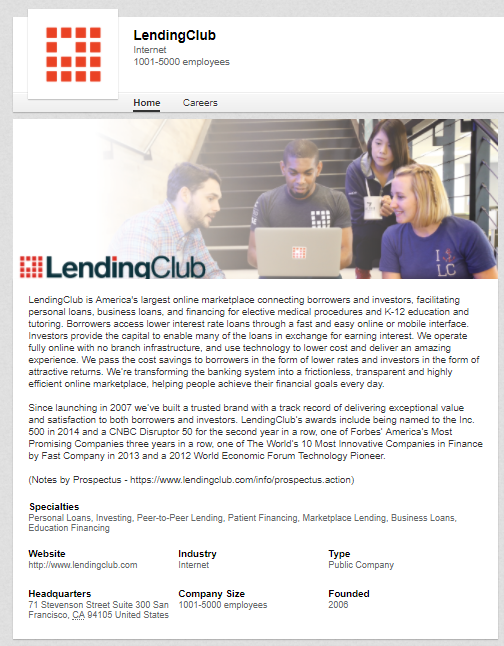 LendingClub
Internet
1001-5000 employees
Home Careers
I LC
LendingClub
LendingClub is America's largest online marketplace connecting borrowers and investors, facilitating
personal loans, business loans, and financing for elective medical procedures and K-12 education and
tutoring. Borrowers access lower interest rate loans through a fast and easy online or mobile interface.
Investors provide the capital to enable many of the loans in exchange for earning interest. We operate
fully online with no branch infrastructure, and use technology to lower cost and deliver an amazing
experience. We pass the cost savings to borrowers in the form of lower rates and investors in the form of
attractive returns. We're transforming the banking system into a frictionless, transparent and highly
efficient online marketplace, helping people achieve their financial goals every day.
Since launching in 2007 we've built a trusted brand with a track record of delivering exceptional value
and satisfaction to both borrowers and investors. LendingClub's awards include being named to the Inc.
500 in 2014 and a CNBC Disruptor 50 for the second year in a row, one of Forbes' America's Most
Promising Companies three years in a row, one of The World's 10 Most Innovative Companies in Finance
by Fast Company in 2013 and a 2012 World Economic Forum Technology Pioneer.
(Notes by Prospectus - https://www.lendingclub.com/info/prospectus.action)
Specialties
Personal Loans, Investing, Peer-to-Peer Lending, Patient Financing, Marketplace Lending, Business Loans,
Education Financing
Website Industry Type
http://www.lendingclub.com Internet Public Company
Headquarters Company Size Founded
71 Stevenson Street Suite 300 San 1001-5000 employees 2006
Francisco, CA 94105 United States